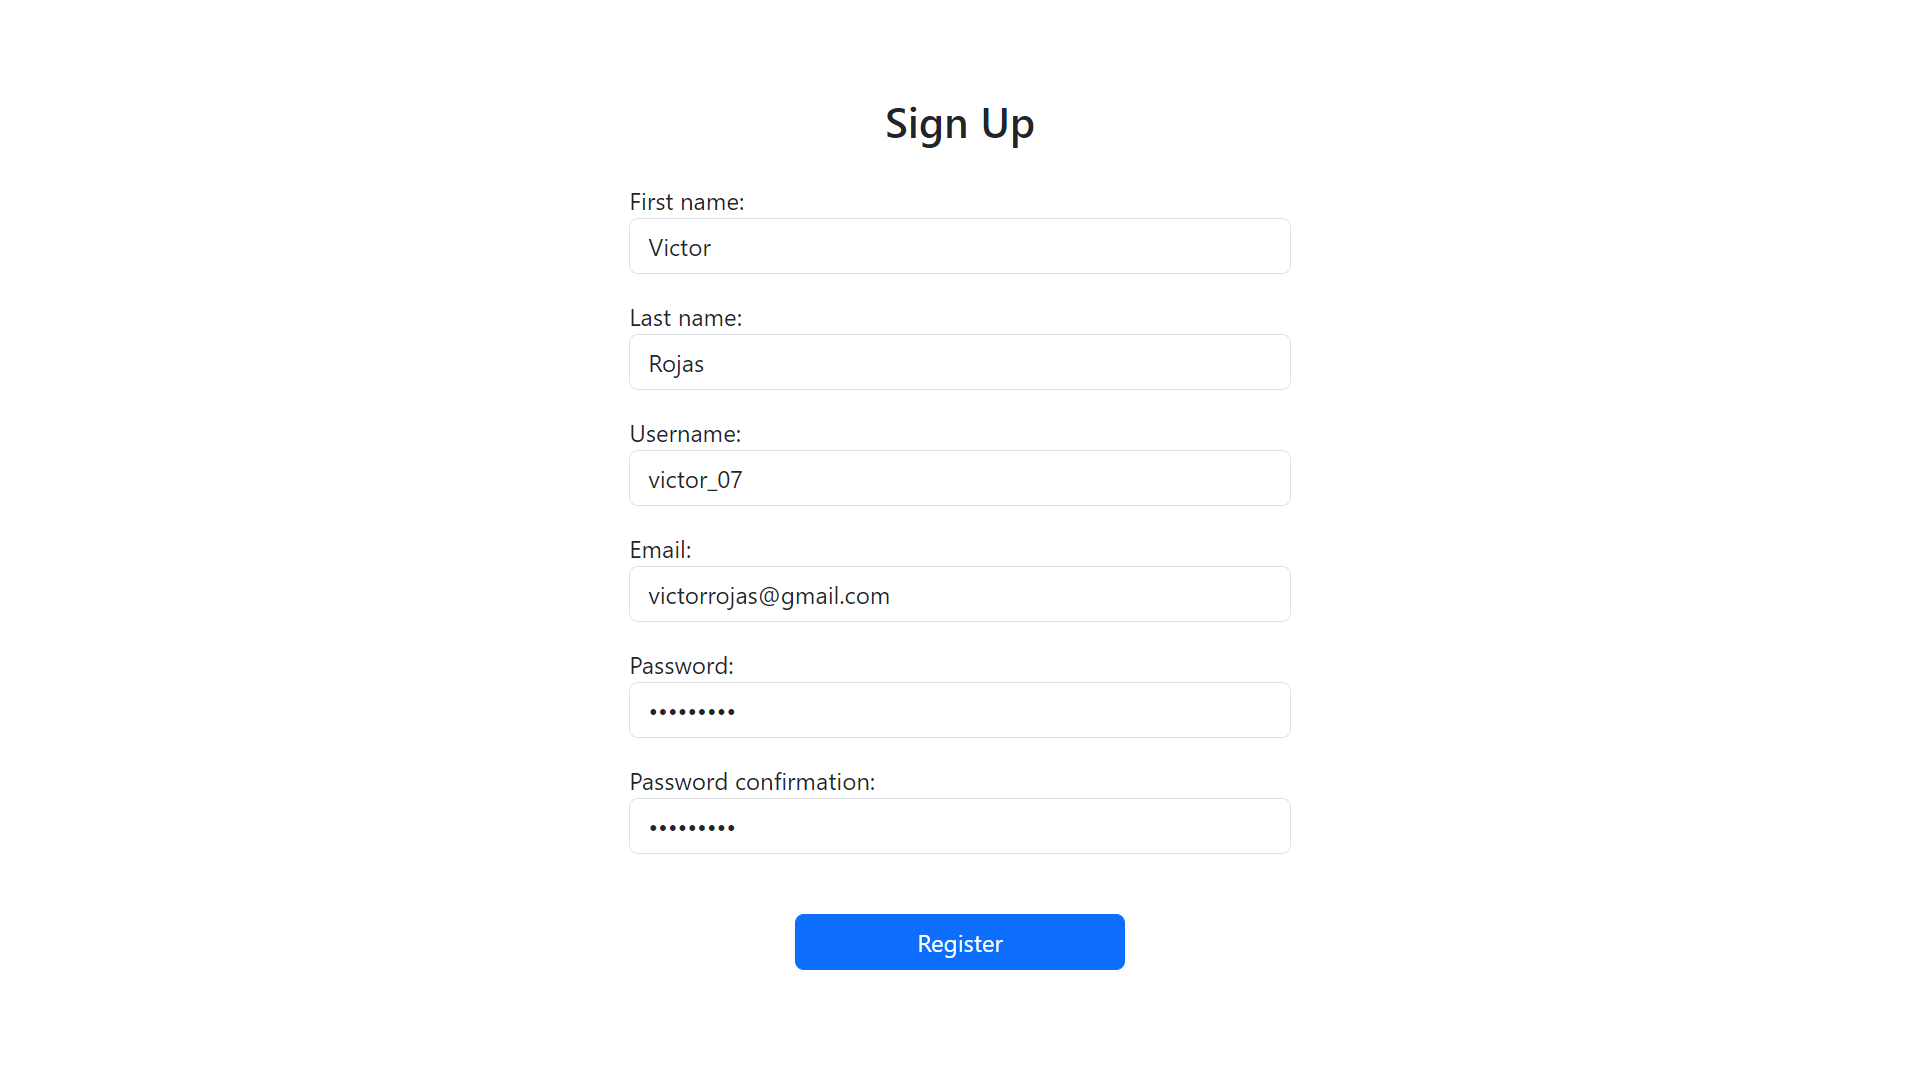 Sign Up
First name:
Victor
Last name:
Rojas
Username:
victor_07
Email:
victorrojas@gmail.com
Password:
•••••••••
Password confirmation:
•••••••••
Register